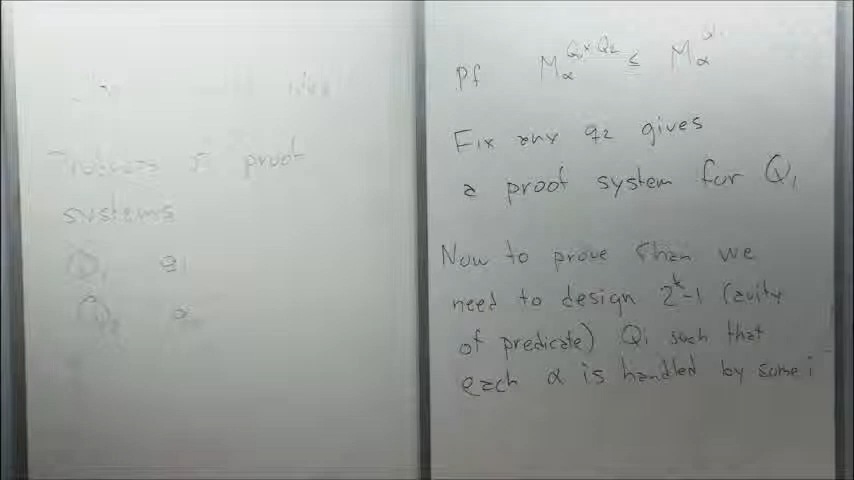 Products of proof
systems
Q1 q1
Q2
Pf M_α^{Q1×Q2} ≤ M_α^{Q1}
Fix any q2 gives
a proof system for Q1
Now to prove thm we
need to design 2^k-1 (arity
of predicate) Qi such that
each α is handled by some i